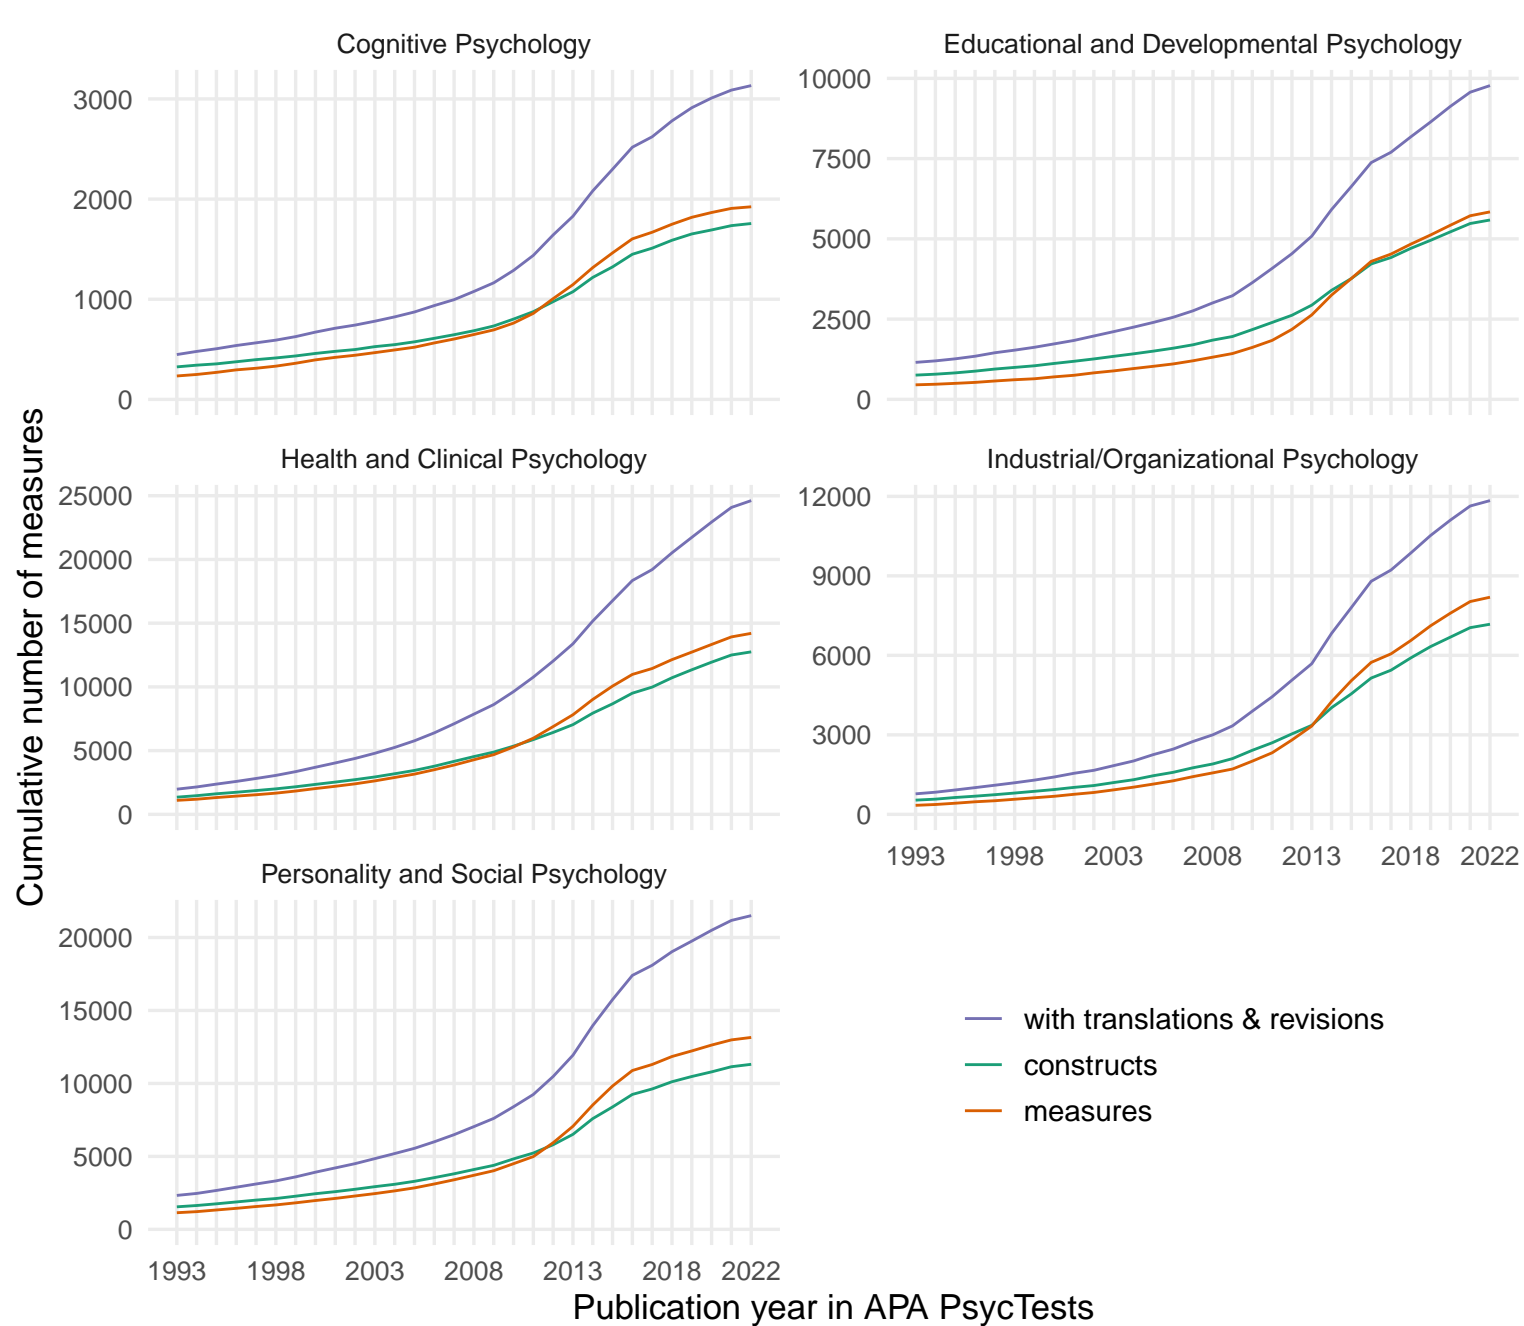 Cognitive Psychology
3000
2000
1000
0
Educational and Developmental Psychology
10000
7500
5000
2500
0
Health and Clinical Psychology
25000
20000
15000
10000
5000
0
Industrial/Organizational Psychology
12000
9000
6000
3000
0
1993 1998 2003 2008 2013 2018 2022
Personality and Social Psychology
20000
15000
10000
5000
0
1993 1998 2003 2008 2013 2018 2022
Cumulative number of measures
Publication year in APA PsycTests
with translations & revisions
constructs
measures